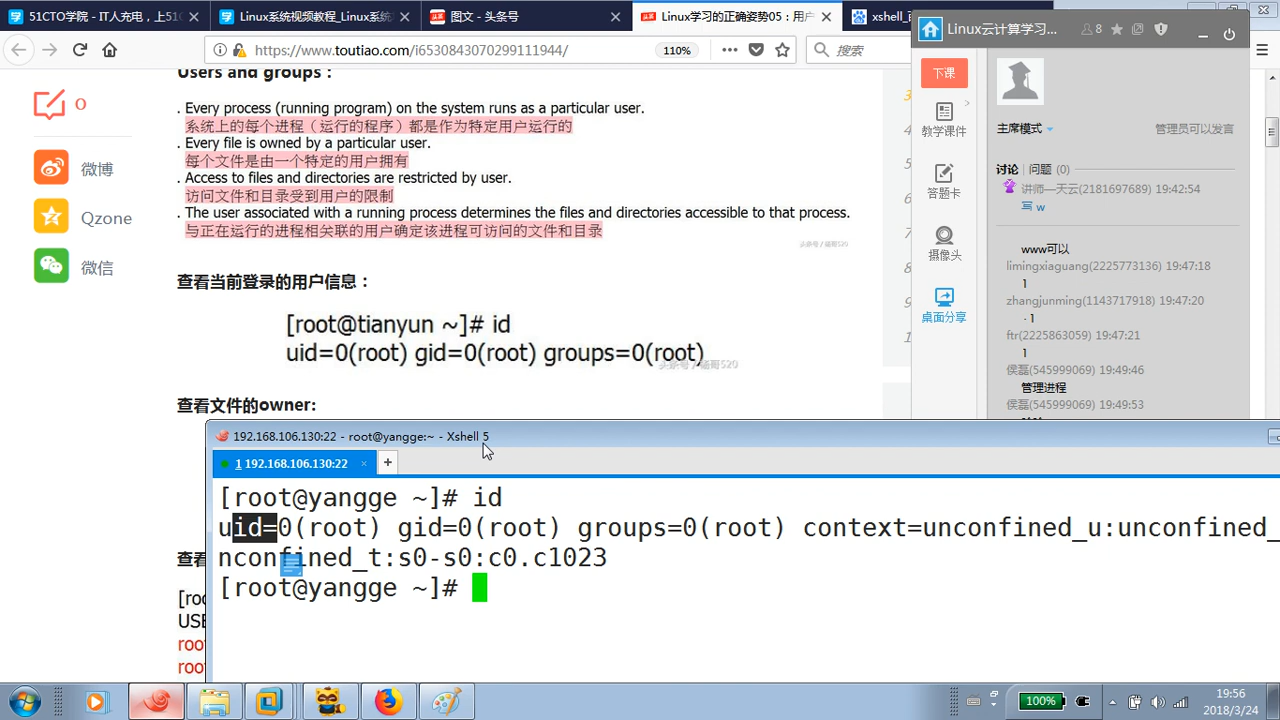 51CTO学院 - IT人充电，上51
Linux系统视频教程_Linux系统
图文 - 头条号
Linux学习的正确姿势05：用户
xshell_百
https://www.toutiao.com/i6530843070299111944/
110%
搜索
Users and groups :
. Every process (running program) on the system runs as a particular user.
系统上的每个进程（运行的程序）都是作为特定用户运行的
. Every file is owned by a particular user.
每个文件是由一个特定的用户拥有
. Access to files and directories are restricted by user.
访问文件和目录受到用户的限制
. The user associated with a running process determines the files and directories accessible to that process.
与正在运行的进程相关联的用户确定该进程可访问的文件和目录
0
微博
Qzone
微信
查看当前登录的用户信息：
[root@tianyun ~]# id
uid=0(root) gid=0(root) groups=0(root)
查看文件的owner:
查看
[roo
USE
root
root
Linux云计算学习...
8
下课
教学课件
答题卡
摄像头
桌面分享
主席模式
管理员可以发言
讨论 | 问题 (0)
讲师—天云(2181697689) 19:42:54
写 w
www可以
limingxiaguang(2225773136) 19:47:18
1
zhangjunming(1143717918) 19:47:20
·1
ftr(2225863059) 19:47:21
1
侯磊(545999069) 19:49:46
管理进程
侯磊(545999069) 19:49:53
192.168.106.130:22 - root@yangge:~ - Xshell 5
1 192.168.106.130:22
[root@yangge ~]# id
uid=0(root) gid=0(root) groups=0(root) context=unconfined_u:unconfined_
nconfined_t:s0-s0:c0.c1023
[root@yangge ~]#
100%
19:56
2018/3/24